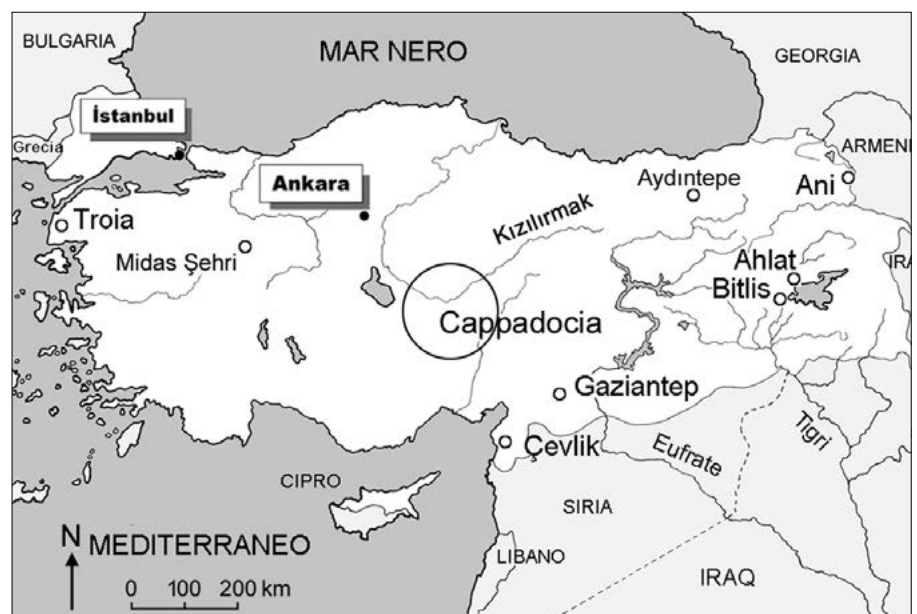 BULGARIA
MAR NERO
GEORGIA
İstanbul
Grecia
ARMENI
Ankara
Aydıntepe
Ani
Troia
Kızılırmak
Midas Şehri
Ahlat
IRA
Bitlis
Cappadocia
Gaziantep
Tigri
Çevlik
Eufrate
CIPRO
SIRIA
N
MEDITERRANEO
LIBANO
IRAQ
0 100 200 km